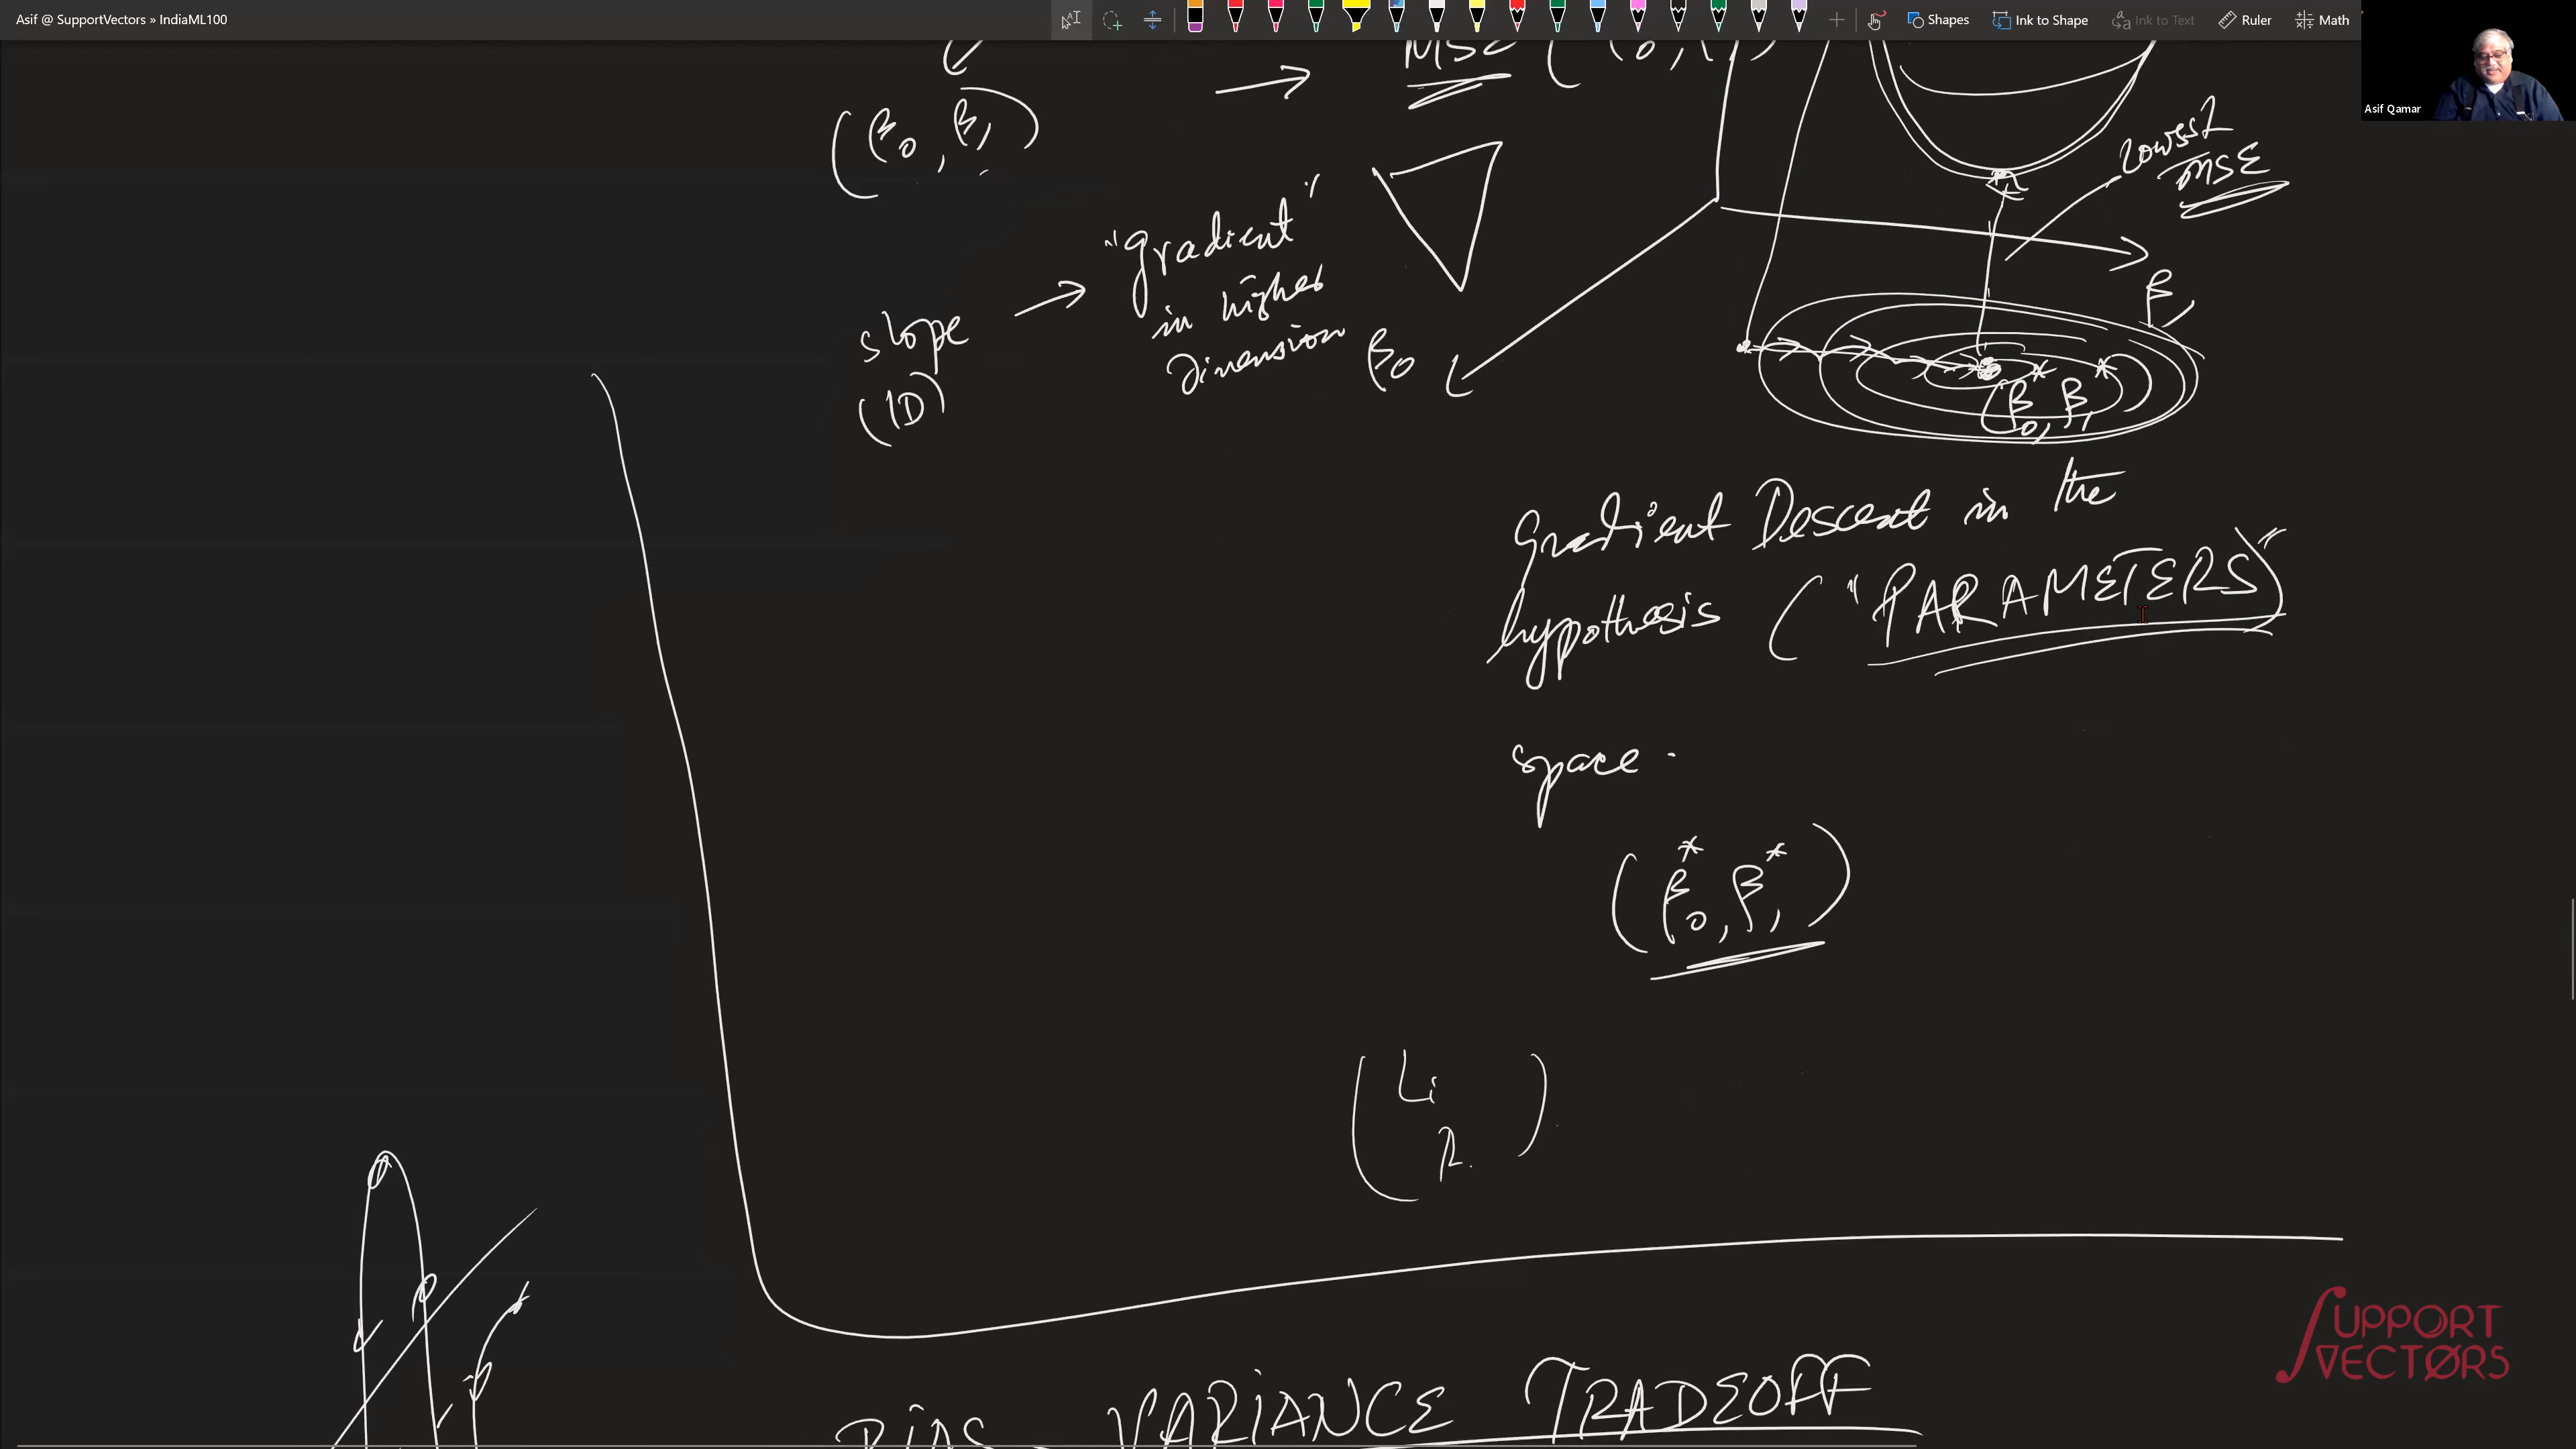 Asif @ SupportVectors » IndiaML100
Shapes
Ink to Shape
Ink to Text
Ruler
Math
Asif Qamar
MSE (
(β₀, β₁)
lowest
MSE
"gradient"
in higher
Dimension
slope
(1D)
β₀
β₁
(β₀*, β₁*)
Gradient Descent in the
hypothesis ("PARAMETERS")
space.
(β₀*, β₁*)
(Li
R.)
BIAS - VARIANCE TRADEOFF
SUPPORT
VECTORS